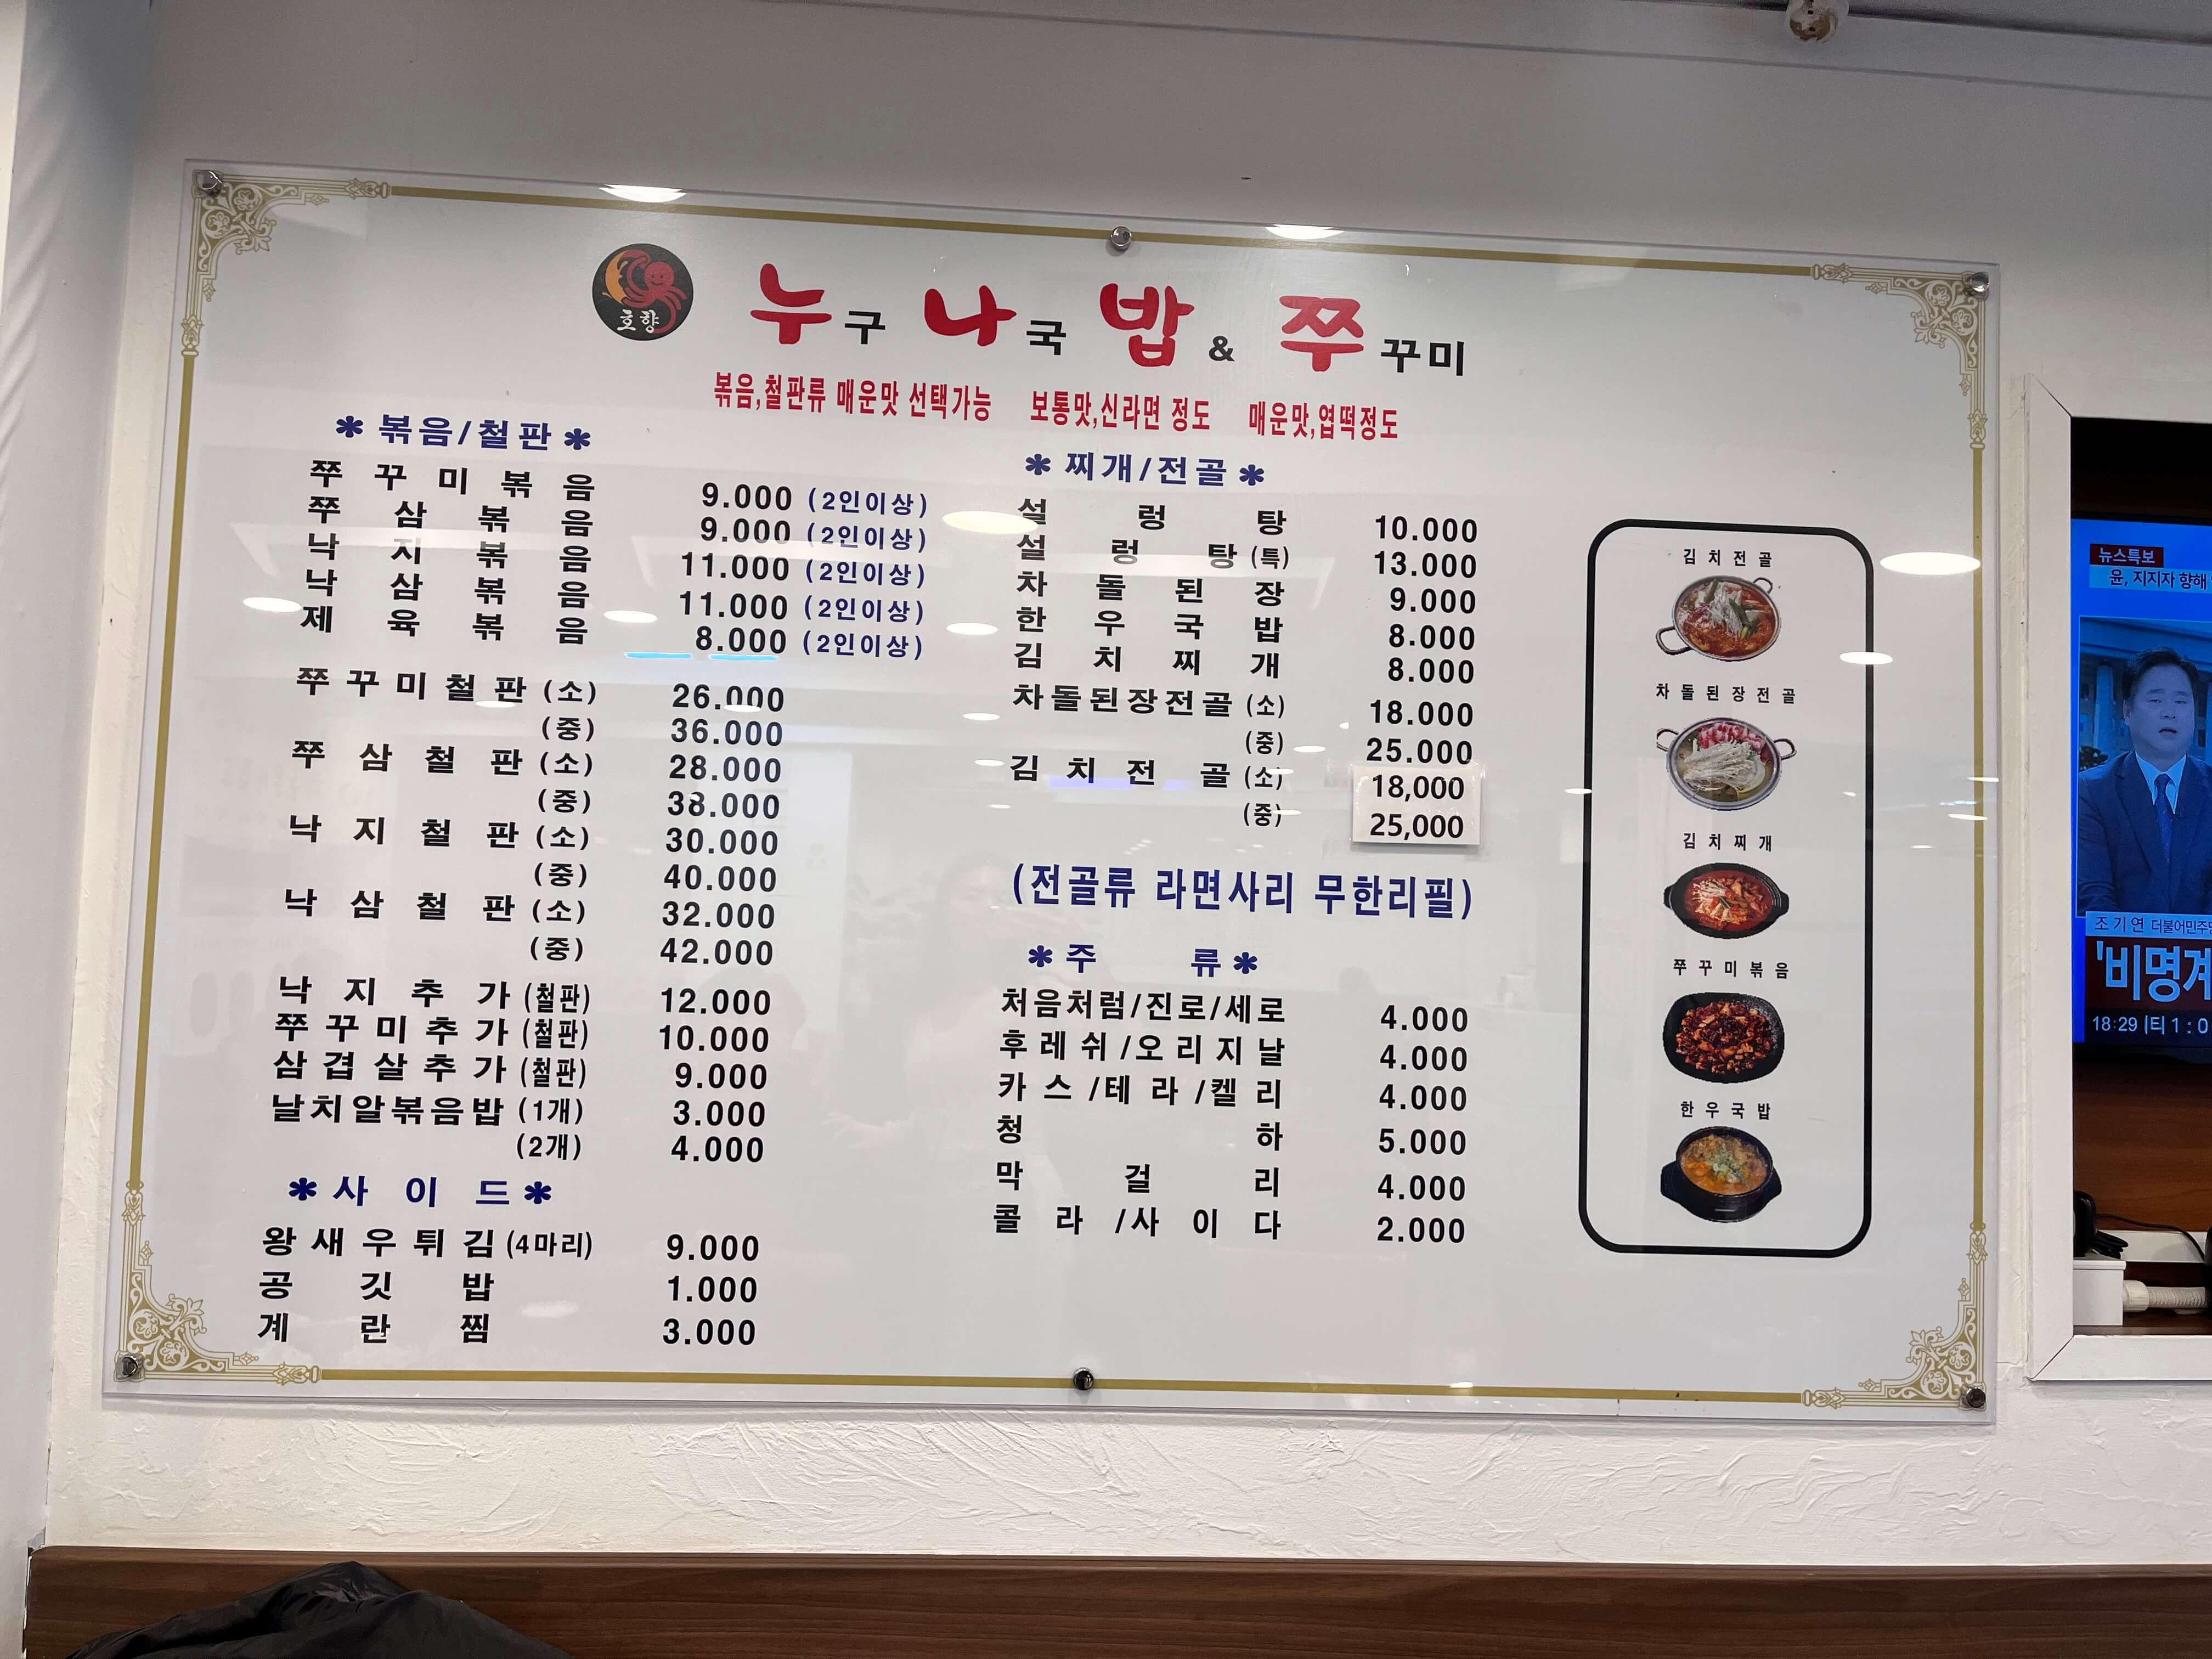 호향
누구 나국 밥 & 쭈꾸미
볶음,철판류 매운맛 선택가능 보통맛,신라면 정도 매운맛,엽떡정도
* 볶음/철판 *
쭈꾸미볶음 9.000 (2인이상)
쭈삼볶음 9.000 (2인이상)
낙지볶음 11.000 (2인이상)
낙삼볶음 11.000 (2인이상)
제육볶음 8.000 (2인이상)
쭈꾸미철판 (소) 26.000
(중) 36.000
쭈삼철판 (소) 28.000
(중) 38.000
낙지철판 (소) 30.000
(중) 40.000
낙삼철판 (소) 32.000
(중) 42.000
낙지추가 (철판) 12.000
쭈꾸미추가 (철판) 10.000
삼겹살추가 (철판) 9.000
날치알볶음밥 (1개) 3.000
(2개) 4.000
* 사이드 *
왕새우튀김 (4마리) 9.000
공깃밥 1.000
계란찜 3.000
* 찌개/전골 *
설렁탕 10.000
설렁탕 (특) 13.000
차돌된장 9.000
한우국밥 8.000
김치찌개 8.000
차돌된장전골 (소) 18.000
(중) 25.000
김치전골 (소) 18,000
(중) 25,000
(전골류 라면사리 무한리필)
* 주류 *
처음처럼/진로/새로 4.000
후레쉬/오리지날 4.000
카스/테라/켈리 4.000
청하 5.000
막걸리 4.000
콜라/사이다 2.000
김치전골
차돌된장전골
김치찌개
쭈꾸미볶음
한우국밥
뉴스특보
윤, 지지자 향해
조기연 더불어민주당
'비명계
18:29